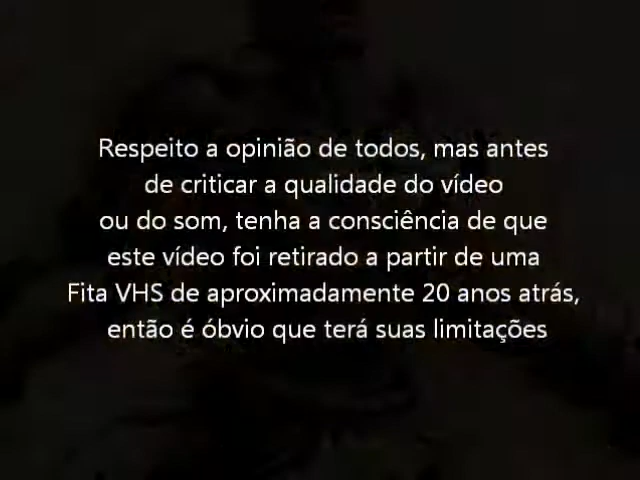 Respeito a opinião de todos, mas antes
de criticar a qualidade do vídeo
ou do som, tenha a consciência de que
este vídeo foi retirado a partir de uma
Fita VHS de aproximadamente 20 anos atrás,
então é óbvio que terá suas limitações